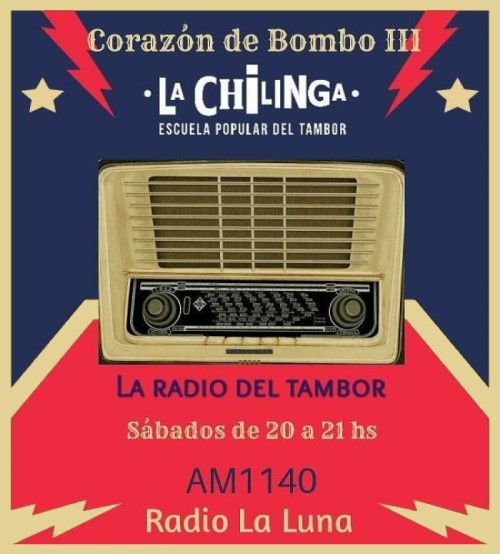 Corazón de Bombo III
· LA CHiLiNGA ·
ESCUELA POPULAR DEL TAMBOR
LA RADIO DEL TAMBOR
Sábados de 20 a 21 hs
AM1140
Radio La Luna